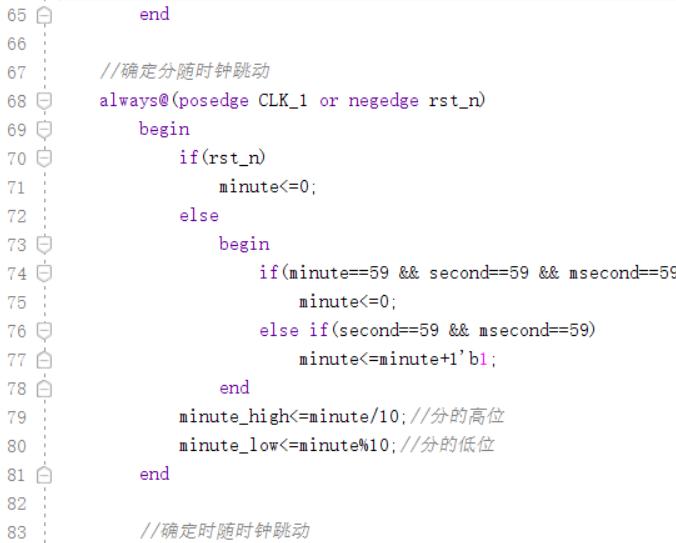 65 end
66
67 //确定分随时钟跳动
68 always@(posedge CLK_1 or negedge rst_n)
69 begin
70 if(rst_n)
71 minute<=0;
72 else
73 begin
74 if(minute==59 && second==59 && msecond==59
75 minute<=0;
76 else if(second==59 && msecond==59)
77 minute<=minute+1'b1;
78 end
79 minute_high<=minute/10;//分的高位
80 minute_low<=minute%10;//分的低位
81 end
82
83 //确定时随时钟跳动